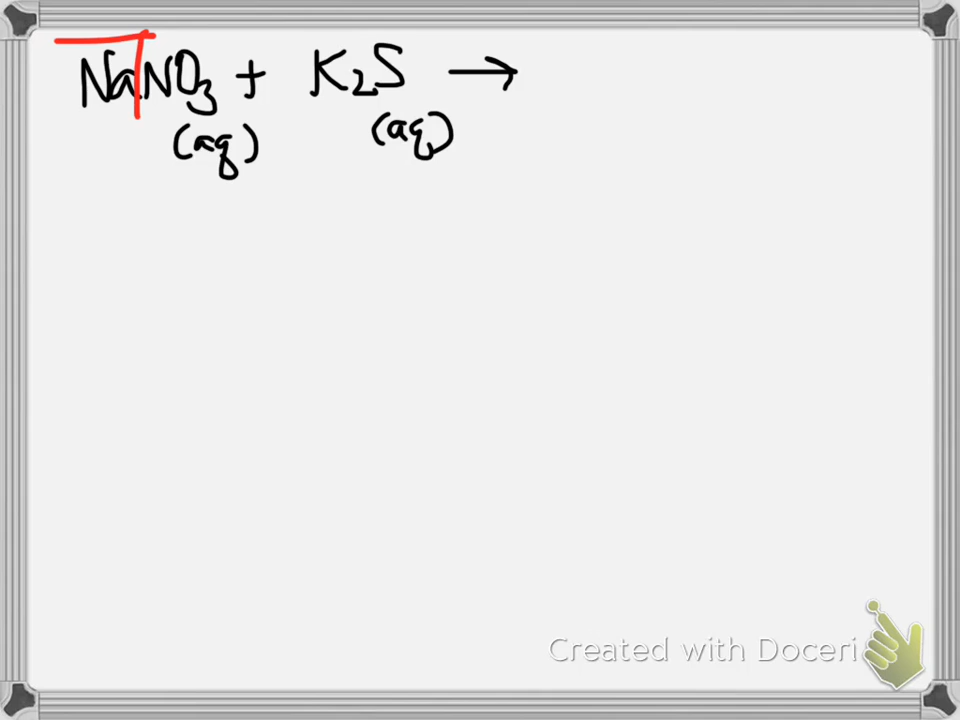 NaNO₃ + K₂S →
(aq) (aq)
Created with Doceri